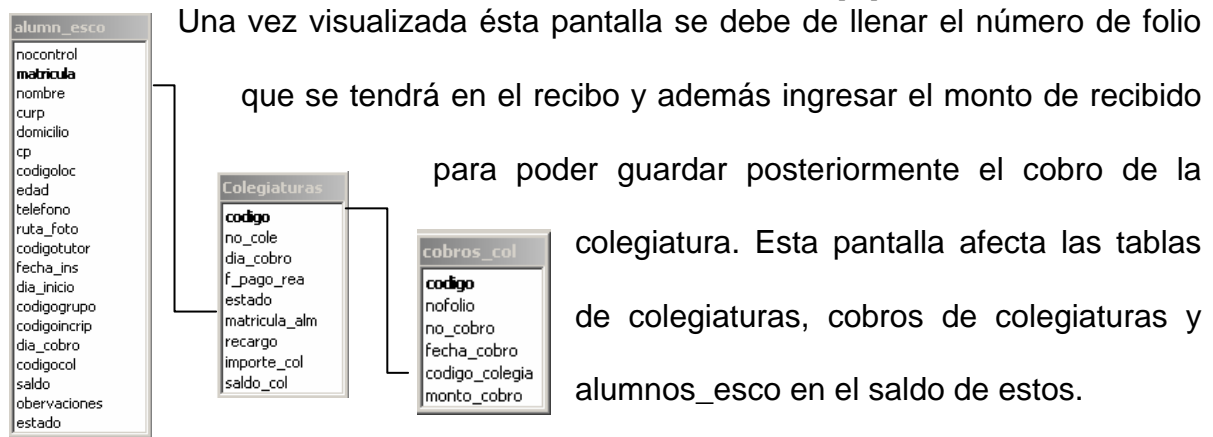 Una vez visualizada ésta pantalla se debe de llenar el número de folio
que se tendrá en el recibo y además ingresar el monto de recibido
para poder guardar posteriormente el cobro de la
colegiatura. Esta pantalla afecta las tablas
de colegiaturas, cobros de colegiaturas y
alumnos_esco en el saldo de estos.
alumn_esco
nocontrol
matricula
nombre
curp
domicilio
cp
codigoloc
edad
telefono
ruta_foto
codigotutor
fecha_ins
dia_inicio
codigogrupo
codigoincrip
dia_cobro
codigocol
saldo
obervaciones
estado
Colegiaturas
codigo
no_cole
dia_cobro
f_pago_rea
estado
matricula_alm
recargo
importe_col
saldo_col
cobros_col
codigo
nofolio
no_cobro
fecha_cobro
codigo_colegia
monto_cobro